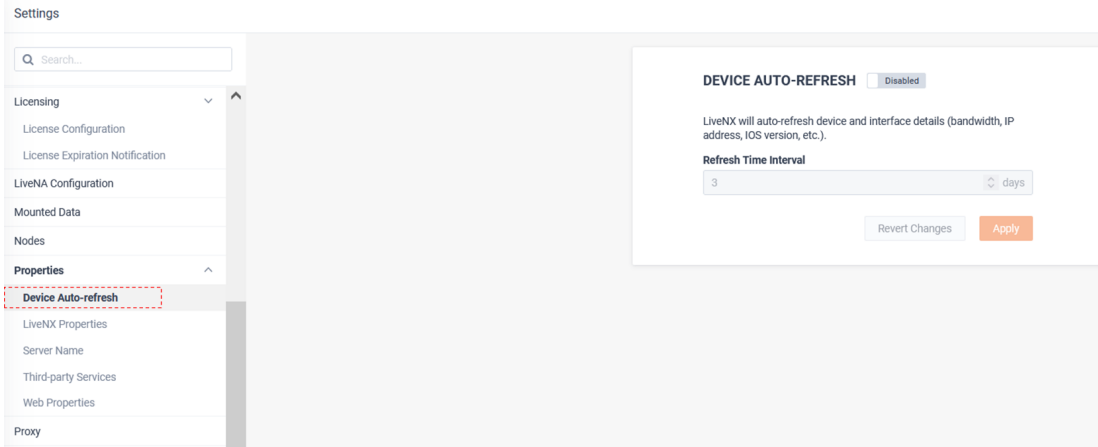 Settings
Search...
Licensing
License Configuration
License Expiration Notification
LiveNA Configuration
Mounted Data
Nodes
Properties
Device Auto-refresh
LiveNX Properties
Server Name
Third-party Services
Web Properties
Proxy
DEVICE AUTO-REFRESH Disabled
LiveNX will auto-refresh device and interface details (bandwidth, IP
address, IOS version, etc.).
Refresh Time Interval
3 days
Revert Changes Apply